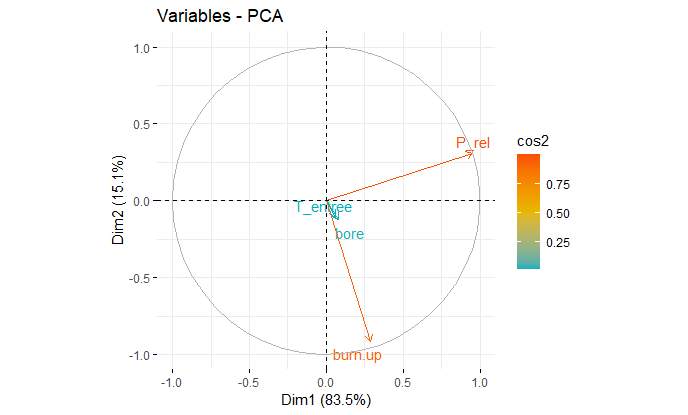 Variables - PCA
1.0
0.5
0.0
-0.5
-1.0
Dim2 (15.1%)
P_rel
T_entree
bore
burn.up
-1.0
-0.5
0.0
0.5
1.0
Dim1 (83.5%)
cos2
0.75
0.50
0.25